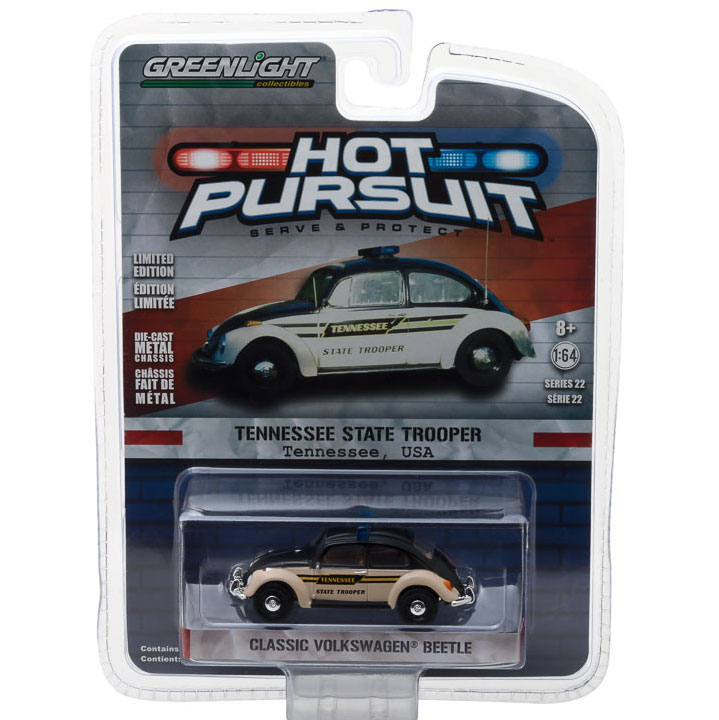 GREENLIGHT
collectibles
HOT
PURSUIT
SERVE & PROTECT
™
LIMITED
EDITION
ÉDITION
LIMITÉE
DIE-CAST
METAL
CHASSIS
CHÂSSIS
FAIT DE
MÉTAL
TENNESSEE
STATE TROOPER
8+
1:64
SERIES 22
SÉRIE 22
TENNESSEE STATE TROOPER
Tennessee, USA
TENNESSEE
STATE TROOPER
Contains
Contient:
CLASSIC VOLKSWAGEN® BEETLE